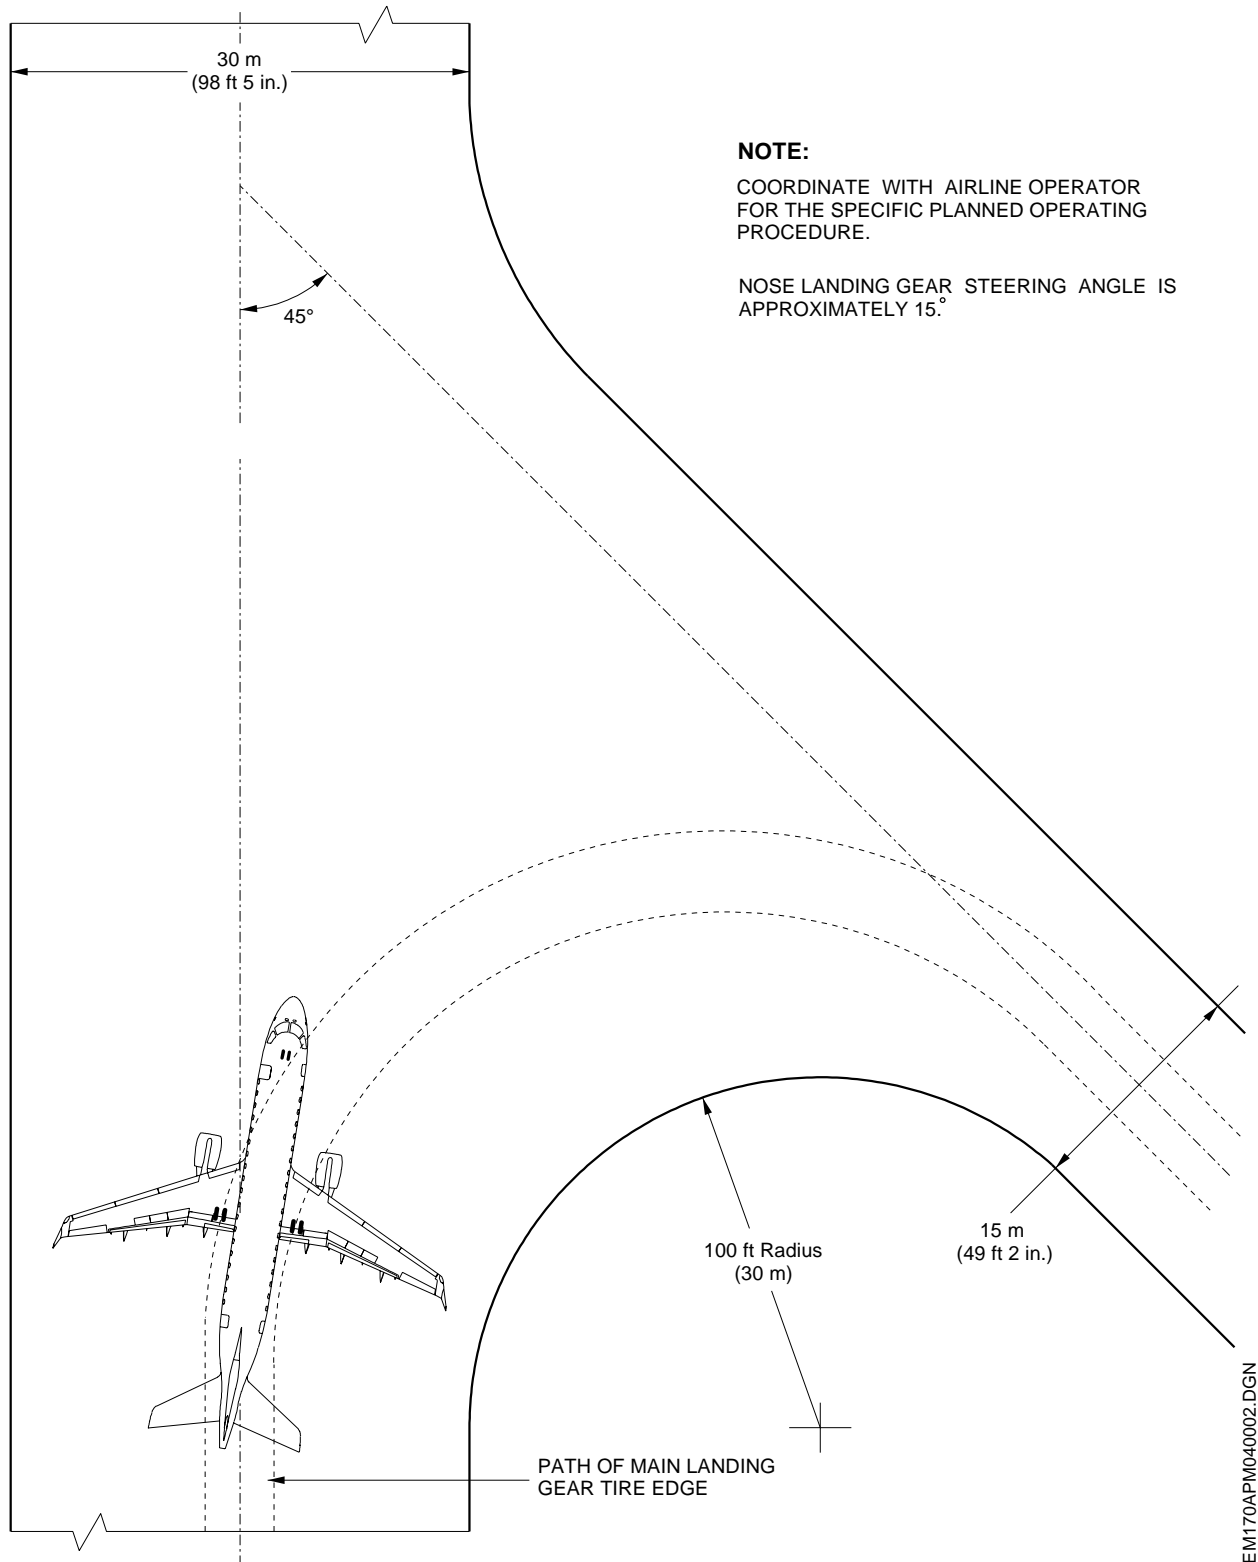 30 m
(98 ft 5 in.)
NOTE:
COORDINATE WITH AIRLINE OPERATOR
FOR THE SPECIFIC PLANNED OPERATING
PROCEDURE.
NOSE LANDING GEAR STEERING ANGLE IS
APPROXIMATELY 15.°
45°
100 ft Radius
(30 m)
15 m
(49 ft 2 in.)
PATH OF MAIN LANDING
GEAR TIRE EDGE
EM170APM040002.DGN